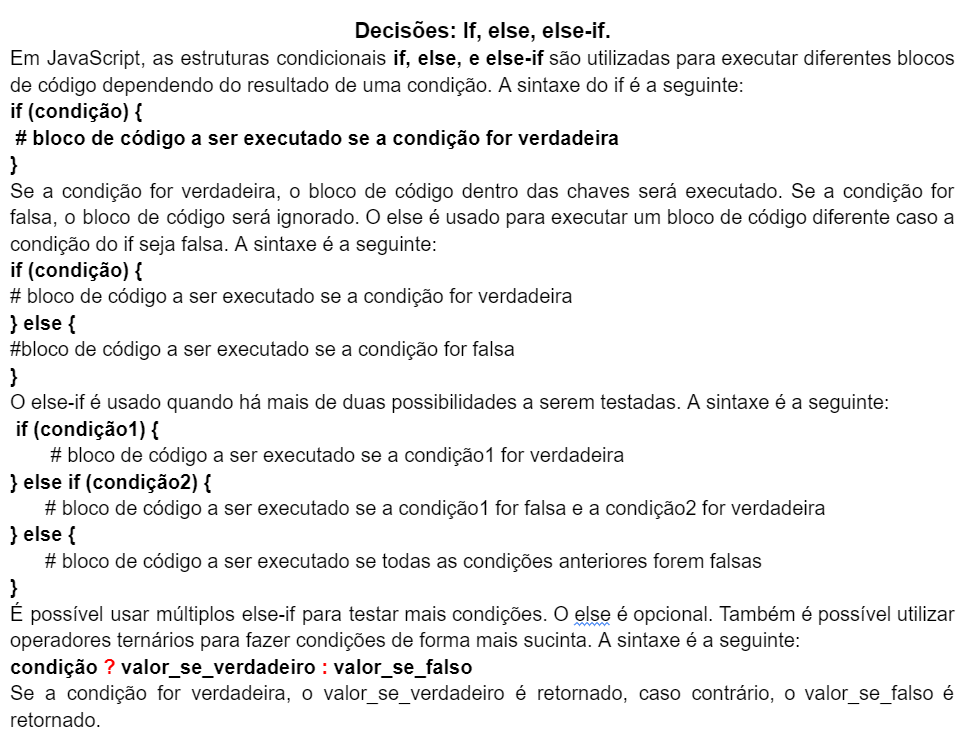 Decisões: If, else, else-if.
Em JavaScript, as estruturas condicionais if, else, e else-if são utilizadas para executar diferentes blocos
de código dependendo do resultado de uma condição. A sintaxe do if é a seguinte:
if (condição) {
# bloco de código a ser executado se a condição for verdadeira
}
Se a condição for verdadeira, o bloco de código dentro das chaves será executado. Se a condição for
falsa, o bloco de código será ignorado. O else é usado para executar um bloco de código diferente caso a
condição do if seja falsa. A sintaxe é a seguinte:
if (condição) {
# bloco de código a ser executado se a condição for verdadeira
} else {
#bloco de código a ser executado se a condição for falsa
}
O else-if é usado quando há mais de duas possibilidades a serem testadas. A sintaxe é a seguinte:
if (condição1) {
# bloco de código a ser executado se a condição1 for verdadeira
} else if (condição2) {
# bloco de código a ser executado se a condição1 for falsa e a condição2 for verdadeira
} else {
# bloco de código a ser executado se todas as condições anteriores forem falsas
}
É possível usar múltiplos else-if para testar mais condições. O else é opcional. Também é possível utilizar
operadores ternários para fazer condições de forma mais sucinta. A sintaxe é a seguinte:
condição ? valor_se_verdadeiro : valor_se_falso
Se a condição for verdadeira, o valor_se_verdadeiro é retornado, caso contrário, o valor_se_falso é
retornado.